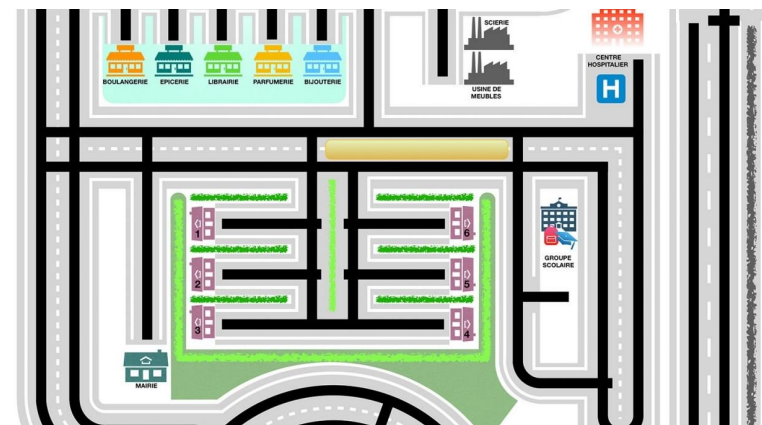 SCIERIE
CENTRE
HOSPITALIER
BOULANGERIE
EPICERIE
LIBRAIRIE
PARFUMERIE
BIJOUTERIE
USINE DE
MEUBLES
H
1
6
2
5
3
4
GROUPE
SCOLAIRE
MAIRIE